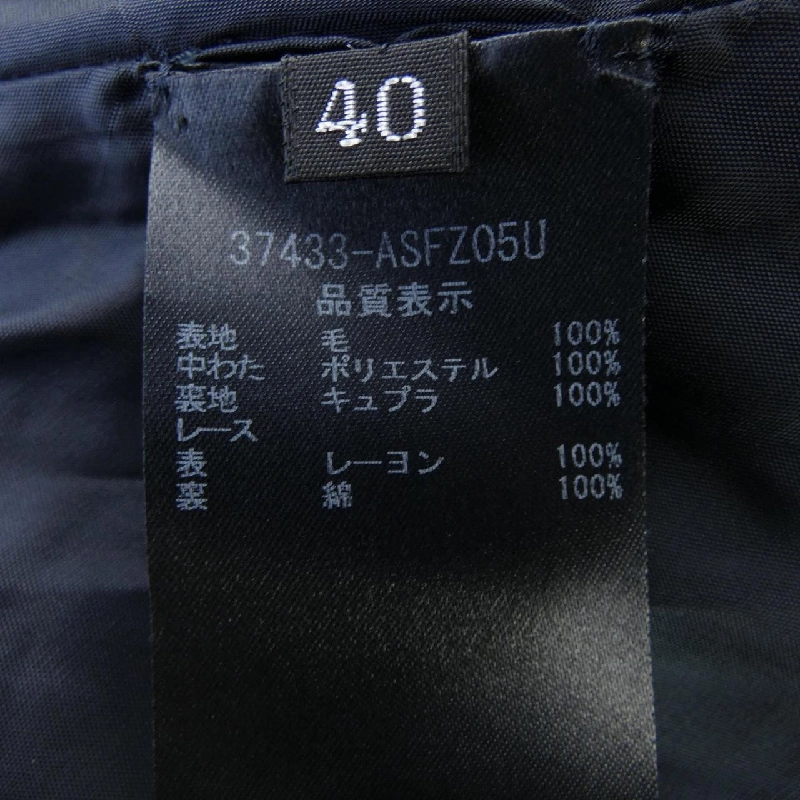 40
37433-ASFZ05U
品質表示
表地 毛 100%
中わた ポリエステル 100%
裏地 キュプラ 100%
レース
表 レーヨン 100%
裏 綿 100%